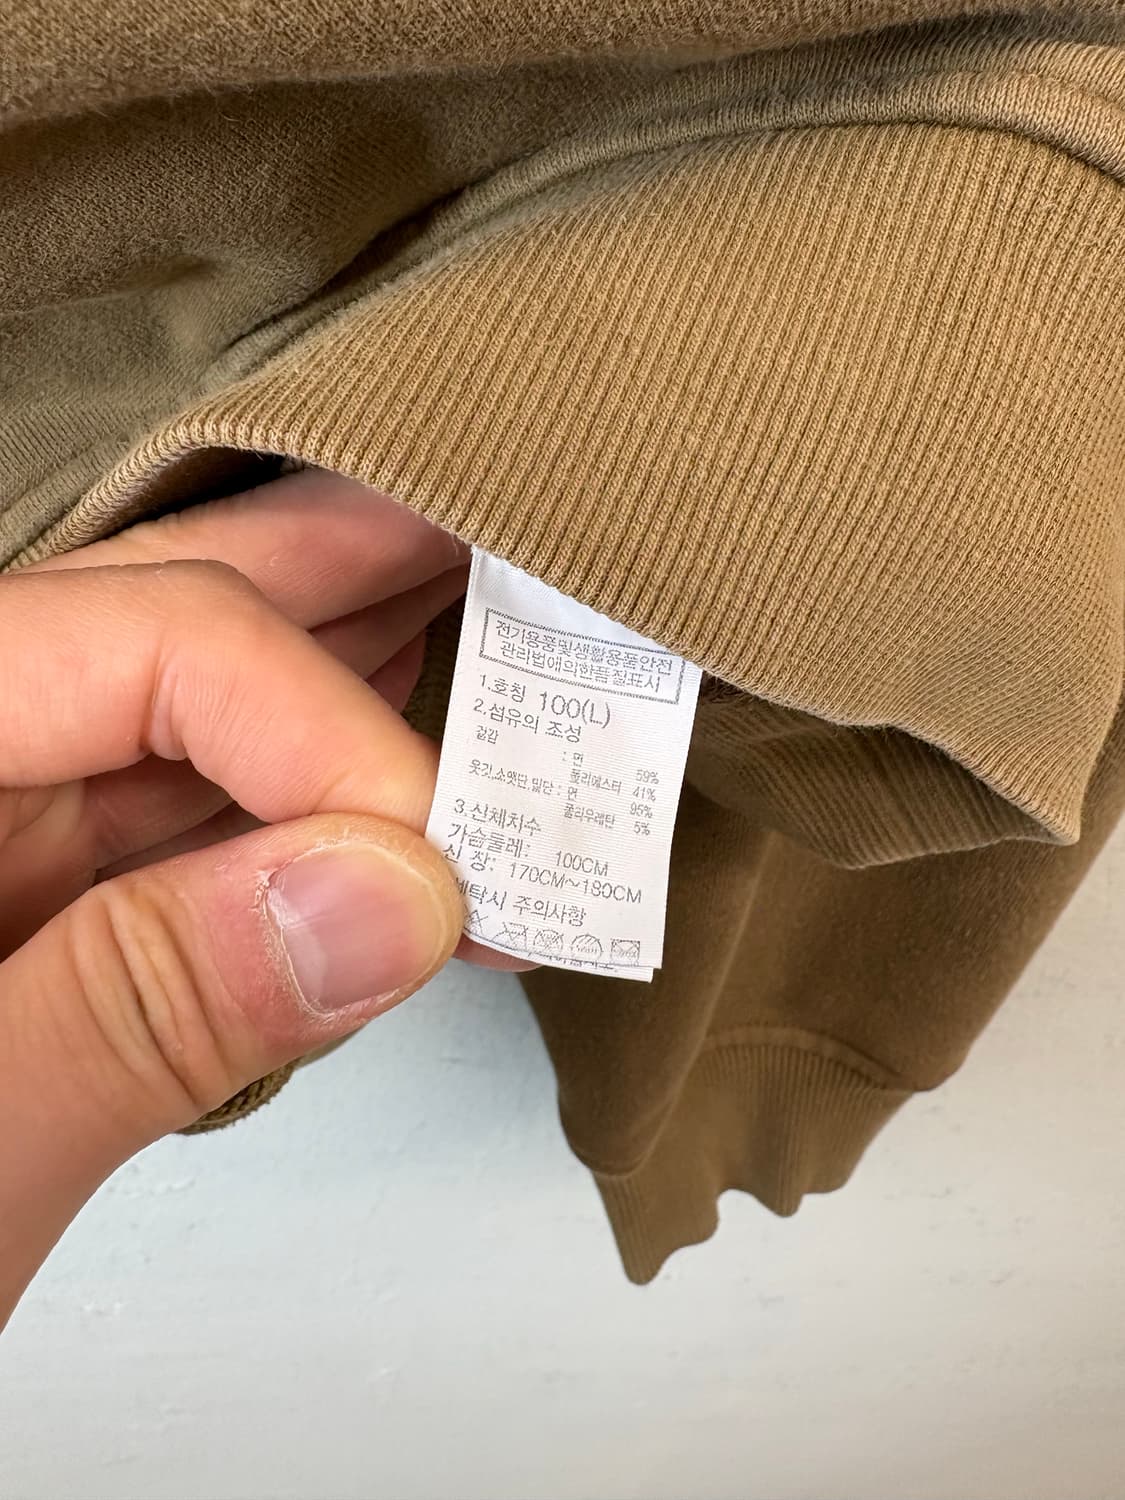 전기용품및생활용품안전
관리법에의한품질표시
1.호칭 100(L)
2.섬유의 조성
겉감 : 면 59%
폴리에스터 41%
옷깃,소맷단,밑단 : 면 95%
폴리우레탄 5%
3.신체치수
가슴둘레: 100CM
신 장: 170CM~180CM
세탁시 주의사항